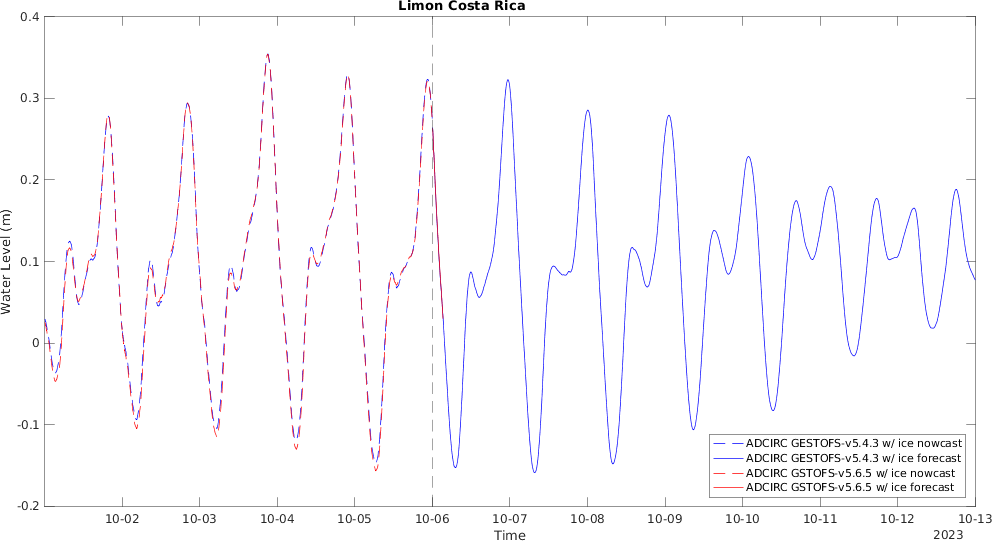 Limon Costa Rica
0.4
0.3
0.2
0.1
0
-0.1
-0.2
Water Level (m)
10-02 10-03 10-04 10-05 10-06 10-07 10-08 10-09 10-10 10-11 10-12 10-13
Time
2023
ADCIRC GESTOFS-v5.4.3 w/ ice nowcast
ADCIRC GESTOFS-v5.4.3 w/ ice forecast
ADCIRC GSTOFS-v5.6.5 w/ ice nowcast
ADCIRC GSTOFS-v5.6.5 w/ ice forecast